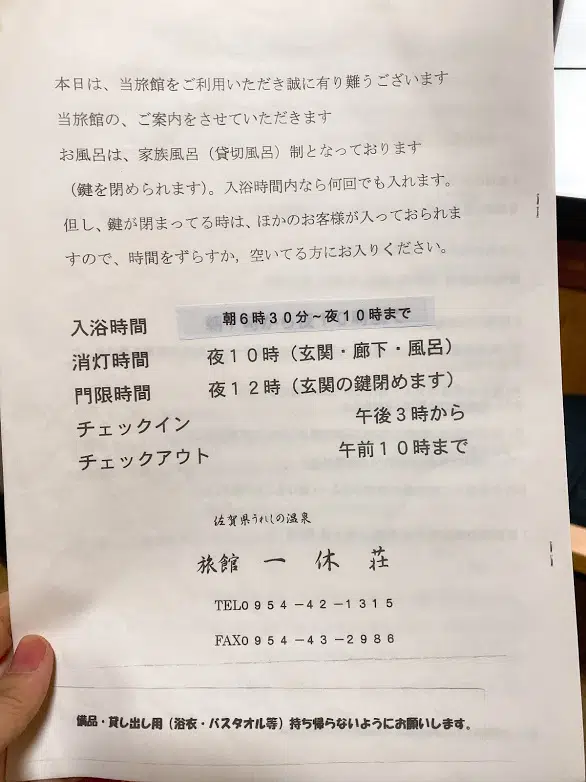 本日は、当旅館をご利用いただき誠に有り難うございます
当旅館の、ご案内をさせていただきます
お風呂は、家族風呂（貸切風呂）制となっております
（鍵を閉められます）。入浴時間内なら何回でも入れます。
但し、鍵が閉まってる時は、ほかのお客様が入っておられま
すので、時間をずらすか，空いてる方にお入りください。
入浴時間 朝６時３０分～夜１０時まで
消灯時間 夜１０時（玄関・廊下・風呂）
門限時間 夜１２時（玄関の鍵閉めます）
チェックイン 午後３時から
チェックアウト 午前１０時まで
佐賀県うれしの温泉
旅館 一 休 荘
TEL０９５４－４２－１３１５
FAX０９５４－４３－２９８６
備品・貸し出し用（浴衣・バスタオル等）持ち帰らないようにお願いします。